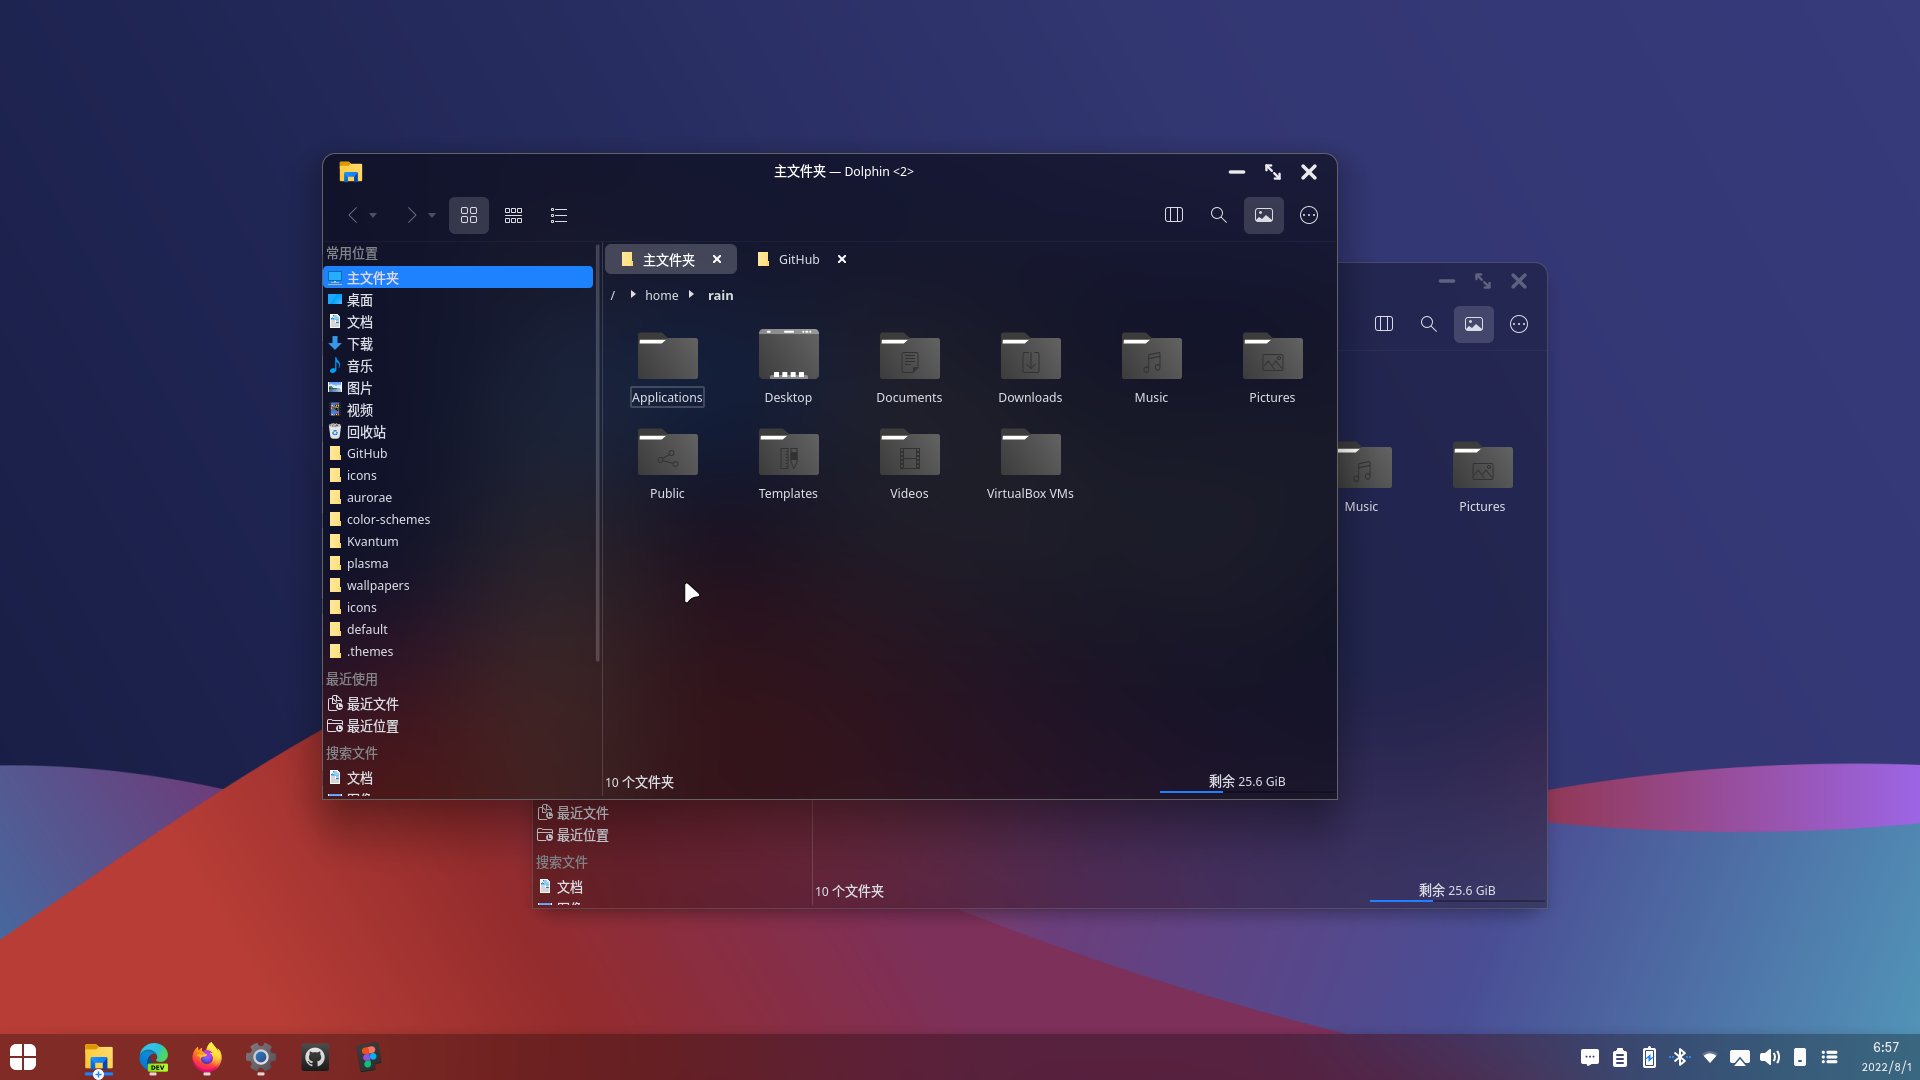 主文件夹 — Dolphin <2>
常用位置
主文件夹
桌面
文档
下载
音乐
图片
视频
回收站
GitHub
icons
aurorae
color-schemes
Kvantum
plasma
wallpapers
icons
default
.themes
最近使用
最近文件
最近位置
搜索文件
文档
主文件夹
GitHub
/ home rain
Applications
Desktop
Documents
Downloads
Music
Pictures
Public
Templates
Videos
VirtualBox VMs
10 个文件夹
剩余 25.6 GiB
Music
Pictures
最近文件
最近位置
搜索文件
文档
10 个文件夹
剩余 25.6 GiB
DEV
6:57
2022/8/1